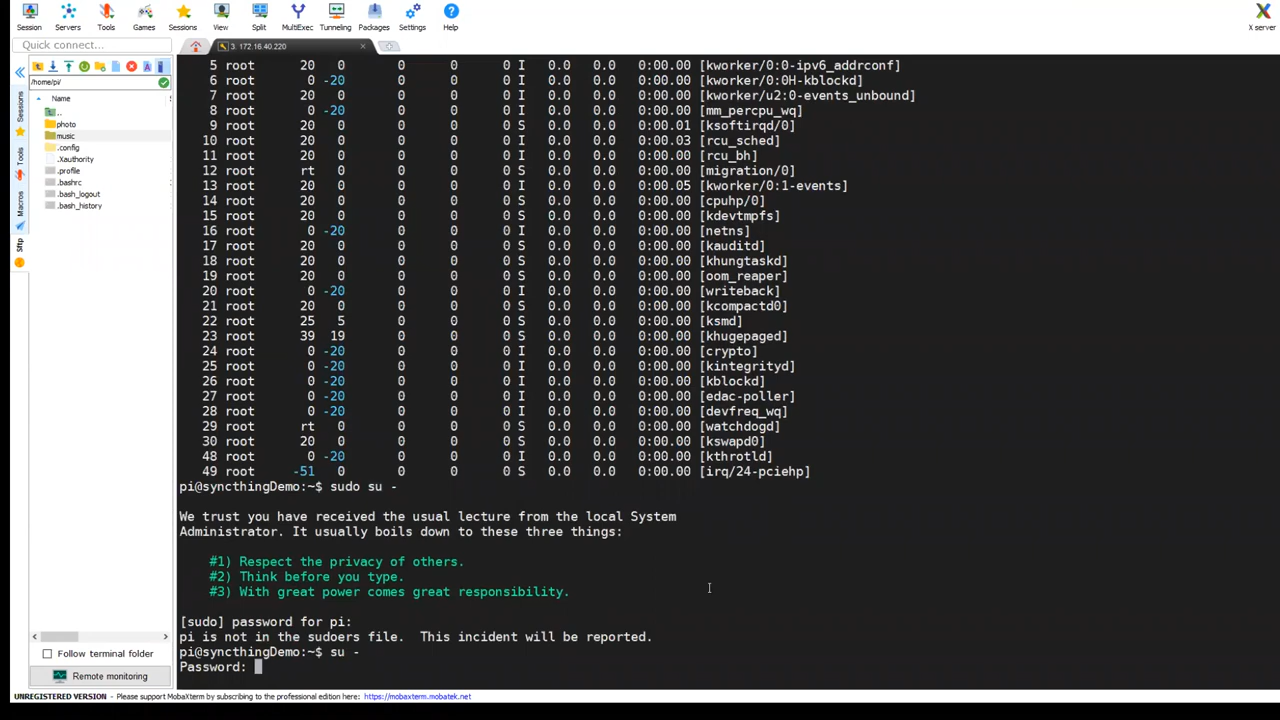 Session Servers Tools Games Sessions View Split MultiExec Tunneling Packages Settings Help X server
Quick connect...
3. 172.16.40.220
/home/pi/
Name
S
..
photo
music
.config
.Xauthority
.profile
.bashrc
.bash_logout
.bash_history
Sessions
Tools
Macros
Sftp
5 root 20 0 0 0 0 I 0.0 0.0 0:00.00 [kworker/0:0-ipv6_addrconf]
6 root 0 -20 0 0 0 I 0.0 0.0 0:00.00 [kworker/0:0H-kblockd]
7 root 20 0 0 0 0 I 0.0 0.0 0:00.00 [kworker/u2:0-events_unbound]
8 root 0 -20 0 0 0 I 0.0 0.0 0:00.00 [mm_percpu_wq]
9 root 20 0 0 0 0 S 0.0 0.0 0:00.01 [ksoftirqd/0]
10 root 20 0 0 0 0 I 0.0 0.0 0:00.03 [rcu_sched]
11 root 20 0 0 0 0 I 0.0 0.0 0:00.00 [rcu_bh]
12 root rt 0 0 0 0 S 0.0 0.0 0:00.00 [migration/0]
13 root 20 0 0 0 0 I 0.0 0.0 0:00.05 [kworker/0:1-events]
14 root 20 0 0 0 0 S 0.0 0.0 0:00.00 [cpuhp/0]
15 root 20 0 0 0 0 S 0.0 0.0 0:00.00 [kdevtmpfs]
16 root 0 -20 0 0 0 I 0.0 0.0 0:00.00 [netns]
17 root 20 0 0 0 0 S 0.0 0.0 0:00.00 [kauditd]
18 root 20 0 0 0 0 S 0.0 0.0 0:00.00 [khungtaskd]
19 root 20 0 0 0 0 S 0.0 0.0 0:00.00 [oom_reaper]
20 root 0 -20 0 0 0 I 0.0 0.0 0:00.00 [writeback]
21 root 20 0 0 0 0 S 0.0 0.0 0:00.00 [kcompactd0]
22 root 25 5 0 0 0 S 0.0 0.0 0:00.00 [ksmd]
23 root 39 19 0 0 0 S 0.0 0.0 0:00.00 [khugepaged]
24 root 0 -20 0 0 0 I 0.0 0.0 0:00.00 [crypto]
25 root 0 -20 0 0 0 I 0.0 0.0 0:00.00 [kintegrityd]
26 root 0 -20 0 0 0 I 0.0 0.0 0:00.00 [kblockd]
27 root 0 -20 0 0 0 I 0.0 0.0 0:00.00 [edac-poller]
28 root 0 -20 0 0 0 I 0.0 0.0 0:00.00 [devfreq_wq]
29 root rt 0 0 0 0 S 0.0 0.0 0:00.00 [watchdogd]
30 root 20 0 0 0 0 S 0.0 0.0 0:00.00 [kswapd0]
48 root 0 -20 0 0 0 I 0.0 0.0 0:00.00 [kthrotld]
49 root -51 0 0 0 0 S 0.0 0.0 0:00.00 [irq/24-pciehp]
pi@syncthingDemo:~$ sudo su -
We trust you have received the usual lecture from the local System
Administrator. It usually boils down to these three things:
#1) Respect the privacy of others.
#2) Think before you type.
#3) With great power comes great responsibility.
[sudo] password for pi:
pi is not in the sudoers file.  This incident will be reported.
pi@syncthingDemo:~$ su -
Password:
Follow terminal folder
Remote monitoring
UNREGISTERED VERSION - Please support MobaXterm by subscribing to the professional edition here: https://mobaxterm.mobatek.net